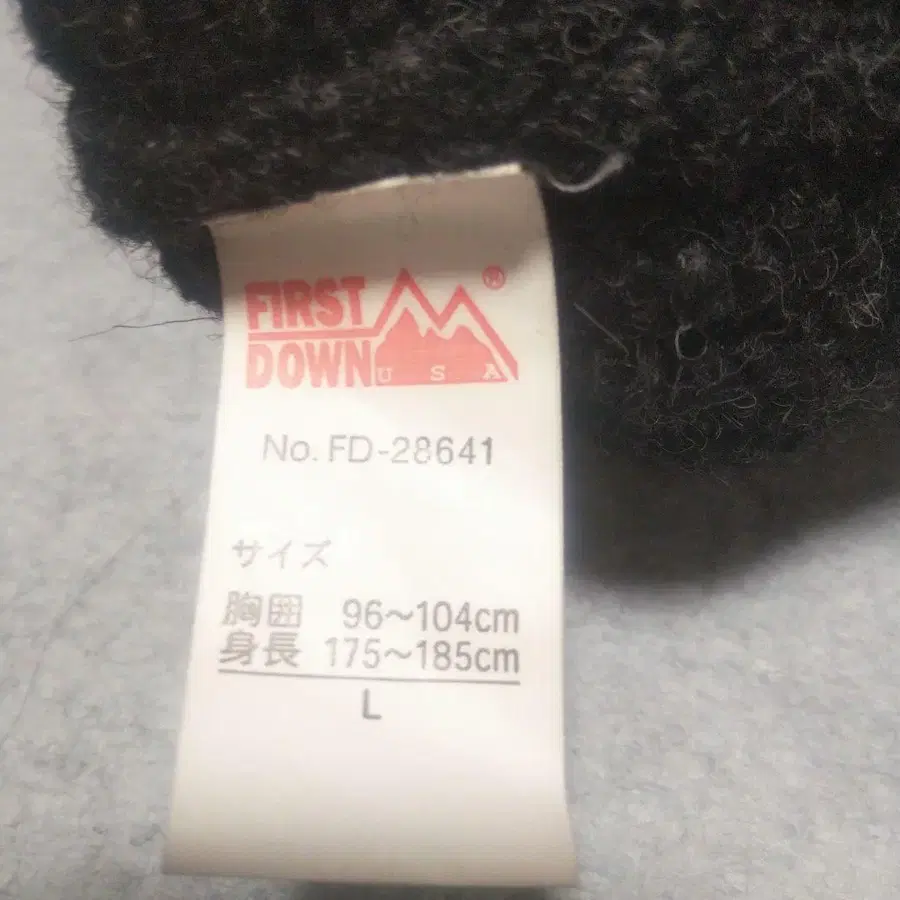 FIRST
DOWN USA ®
No. FD-28641
サイズ
胸囲 96~104cm
身長 175~185cm
L